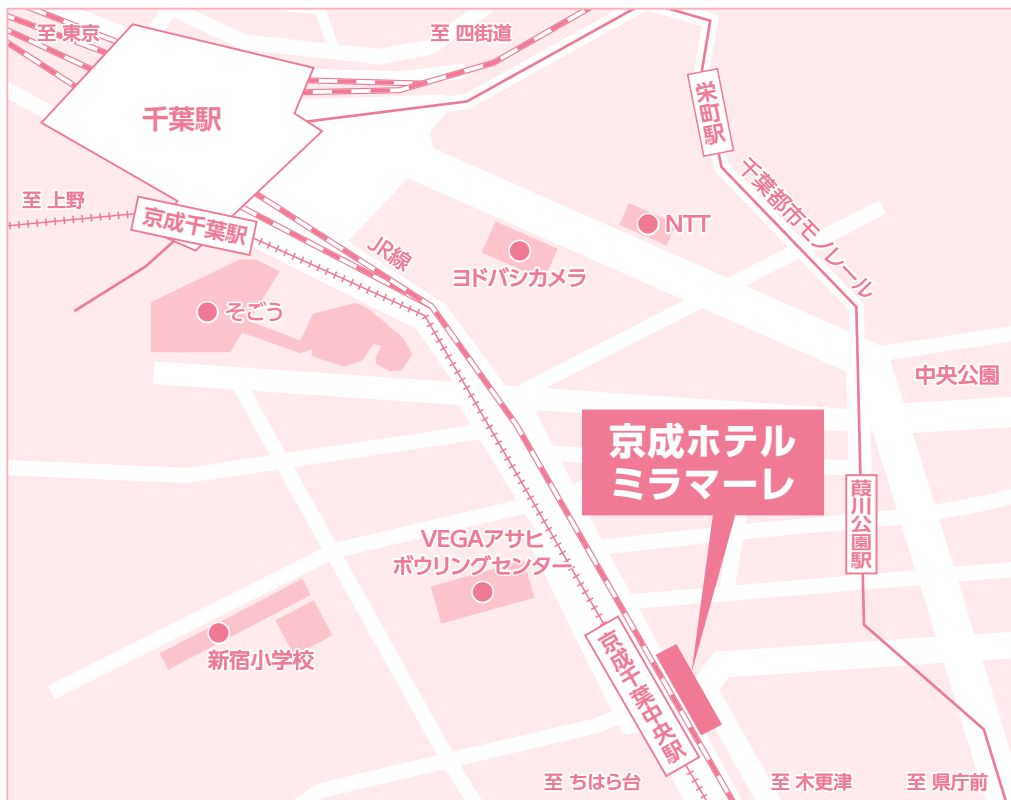 至 東京
至 四街道
千葉駅
栄町駅
至 上野
京成千葉駅
千葉都市モノレール
NTT
JR線
ヨドバシカメラ
そごう
中央公園
京成ホテル
ミラマーレ
葭川公園駅
VEGAアサヒ
ボウリングセンター
新宿小学校
京成千葉中央駅
至 ちはら台
至 木更津
至 県庁前